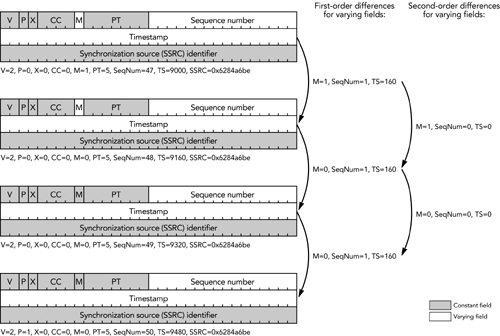 First-order differences
for varying fields:
Second-order differences
for varying fields:
V P X CC M PT Sequence number
Timestamp
Synchronization source (SSRC) identifier
V=2, P=0, X=0, CC=0, M=1, PT=5, SeqNum=47, TS=9000, SSRC=0x6284a6be
M=1, SeqNum=1, TS=160
V P X CC M PT Sequence number
Timestamp
Synchronization source (SSRC) identifier
V=2, P=0, X=0, CC=0, M=0, PT=5, SeqNum=48, TS=9160, SSRC=0x6284a6be
M=1, SeqNum=0, TS=0
M=0, SeqNum=1, TS=160
V P X CC M PT Sequence number
Timestamp
Synchronization source (SSRC) identifier
V=2, P=0, X=0, CC=0, M=0, PT=5, SeqNum=49, TS=9320, SSRC=0x6284a6be
M=0, SeqNum=0, TS=0
M=0, SeqNum=1, TS=160
V P X CC M PT Sequence number
Timestamp
Synchronization source (SSRC) identifier
V=2, P=1, X=0, CC=0, M=0, PT=5, SeqNum=50, TS=9480, SSRC=0x6284a6be
Constant field
Varying field